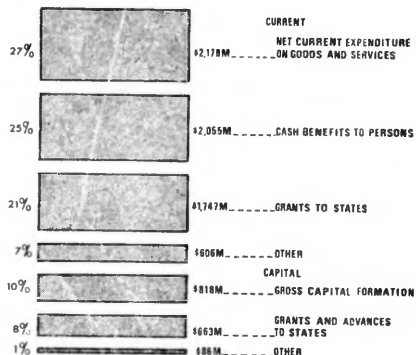 CURRENT
27% $2,178M NET CURRENT EXPENDITURE
ON GOODS AND SERVICES
25% $2,055M CASH BENEFITS TO PERSONS
21% $1,747M GRANTS TO STATES
7% $606M OTHER
CAPITAL
10% $818M GROSS CAPITAL FORMATION
8% $663M GRANTS AND ADVANCES
TO STATES
1% $86M OTHER